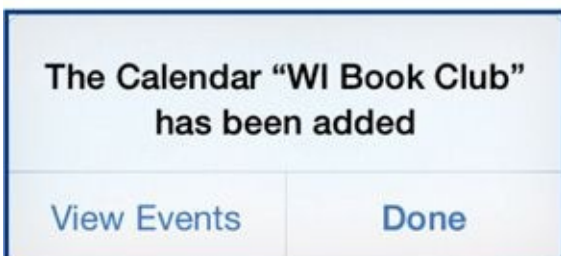 The Calendar “WI Book Club”
has been added
View Events
Done